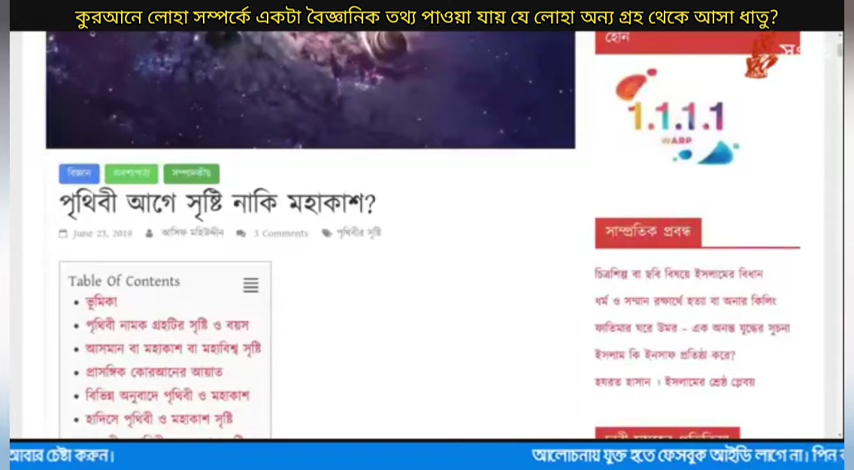 কুরআনে লোহা সম্পর্কে একটা বৈজ্ঞানিক তথ্য পাওয়া যায় যে লোহা অন্য গ্রহ থেকে আসা ধাতু?
হোন
1.1.1.1
WARP
বিজ্ঞান
সম্পাদকীয়
পৃথিবী আগে সৃষ্টি নাকি মহাকাশ?
June 23, 2019 আসিফ মহিউদ্দীন 3 Comments পৃথিবীর সৃষ্টি
Table Of Contents
ভূমিকা
পৃথিবী নামক গ্রহটির সৃষ্টি ও বয়স
আসমান বা মহাকাশ বা মহাবিশ্ব সৃষ্টি
প্রাসঙ্গিক কোরআনের আয়াত
বিভিন্ন অনুবাদে পৃথিবী ও মহাকাশ
হাদিসে পৃথিবী ও মহাকাশ সৃষ্টি
সাম্প্রতিক প্রবন্ধ
চিত্রশিল্প বা ছবি বিষয়ে ইসলামের বিধান
ধর্ম ও সম্মান রক্ষার্থে হত্যা বা অনার কিলিং
ফাতিমার ঘরে উমর – এক অনন্ত যুদ্ধের সূচনা
ইসলাম কি ইনসাফ প্রতিষ্ঠা করে?
হযরত হাসান । ইসলামের শ্রেষ্ঠ প্লেবয়
আবার চেষ্টা করুন। আলোচনায় যুক্ত হতে ফেসবুক আইডি লাগে না। পিন